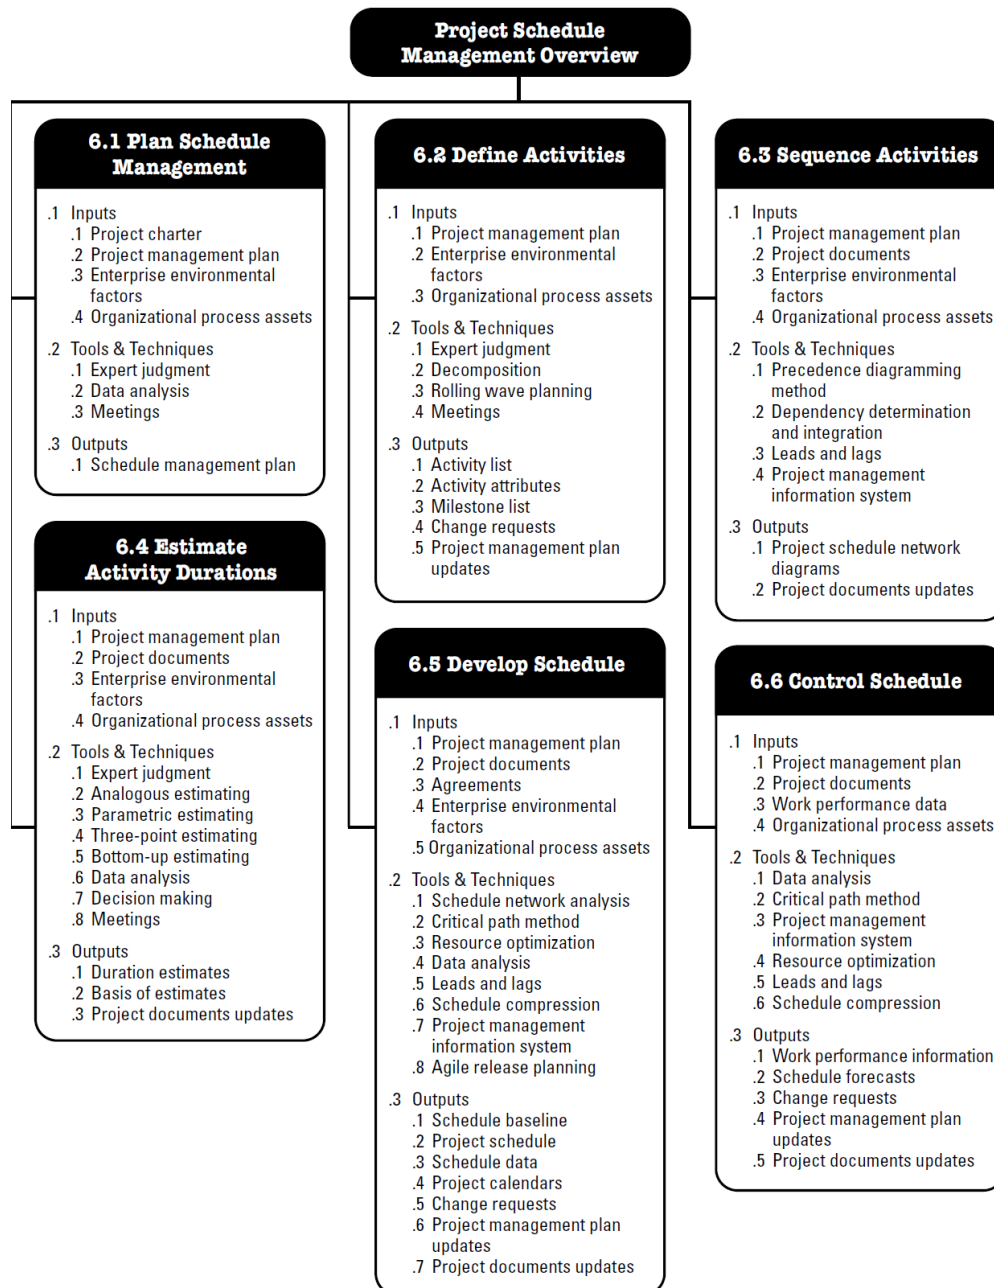 Project Schedule
Management Overview
6.1 Plan Schedule
Management
.1 Inputs
.1 Project charter
.2 Project management plan
.3 Enterprise environmental
factors
.4 Organizational process assets
.2 Tools & Techniques
.1 Expert judgment
.2 Data analysis
.3 Meetings
.3 Outputs
.1 Schedule management plan
6.2 Define Activities
.1 Inputs
.1 Project management plan
.2 Enterprise environmental
factors
.3 Organizational process assets
.2 Tools & Techniques
.1 Expert judgment
.2 Decomposition
.3 Rolling wave planning
.4 Meetings
.3 Outputs
.1 Activity list
.2 Activity attributes
.3 Milestone list
.4 Change requests
.5 Project management plan
updates
6.3 Sequence Activities
.1 Inputs
.1 Project management plan
.2 Project documents
.3 Enterprise environmental
factors
.4 Organizational process assets
.2 Tools & Techniques
.1 Precedence diagramming
method
.2 Dependency determination
and integration
.3 Leads and lags
.4 Project management
information system
.3 Outputs
.1 Project schedule network
diagrams
.2 Project documents updates
6.4 Estimate
Activity Durations
.1 Inputs
.1 Project management plan
.2 Project documents
.3 Enterprise environmental
factors
.4 Organizational process assets
.2 Tools & Techniques
.1 Expert judgment
.2 Analogous estimating
.3 Parametric estimating
.4 Three-point estimating
.5 Bottom-up estimating
.6 Data analysis
.7 Decision making
.8 Meetings
.3 Outputs
.1 Duration estimates
.2 Basis of estimates
.3 Project documents updates
6.5 Develop Schedule
.1 Inputs
.1 Project management plan
.2 Project documents
.3 Agreements
.4 Enterprise environmental
factors
.5 Organizational process assets
.2 Tools & Techniques
.1 Schedule network analysis
.2 Critical path method
.3 Resource optimization
.4 Data analysis
.5 Leads and lags
.6 Schedule compression
.7 Project management
information system
.8 Agile release planning
.3 Outputs
.1 Schedule baseline
.2 Project schedule
.3 Schedule data
.4 Project calendars
.5 Change requests
.6 Project management plan
updates
.7 Project documents updates
6.6 Control Schedule
.1 Inputs
.1 Project management plan
.2 Project documents
.3 Work performance data
.4 Organizational process assets
.2 Tools & Techniques
.1 Data analysis
.2 Critical path method
.3 Project management
information system
.4 Resource optimization
.5 Leads and lags
.6 Schedule compression
.3 Outputs
.1 Work performance information
.2 Schedule forecasts
.3 Change requests
.4 Project management plan
updates
.5 Project documents updates